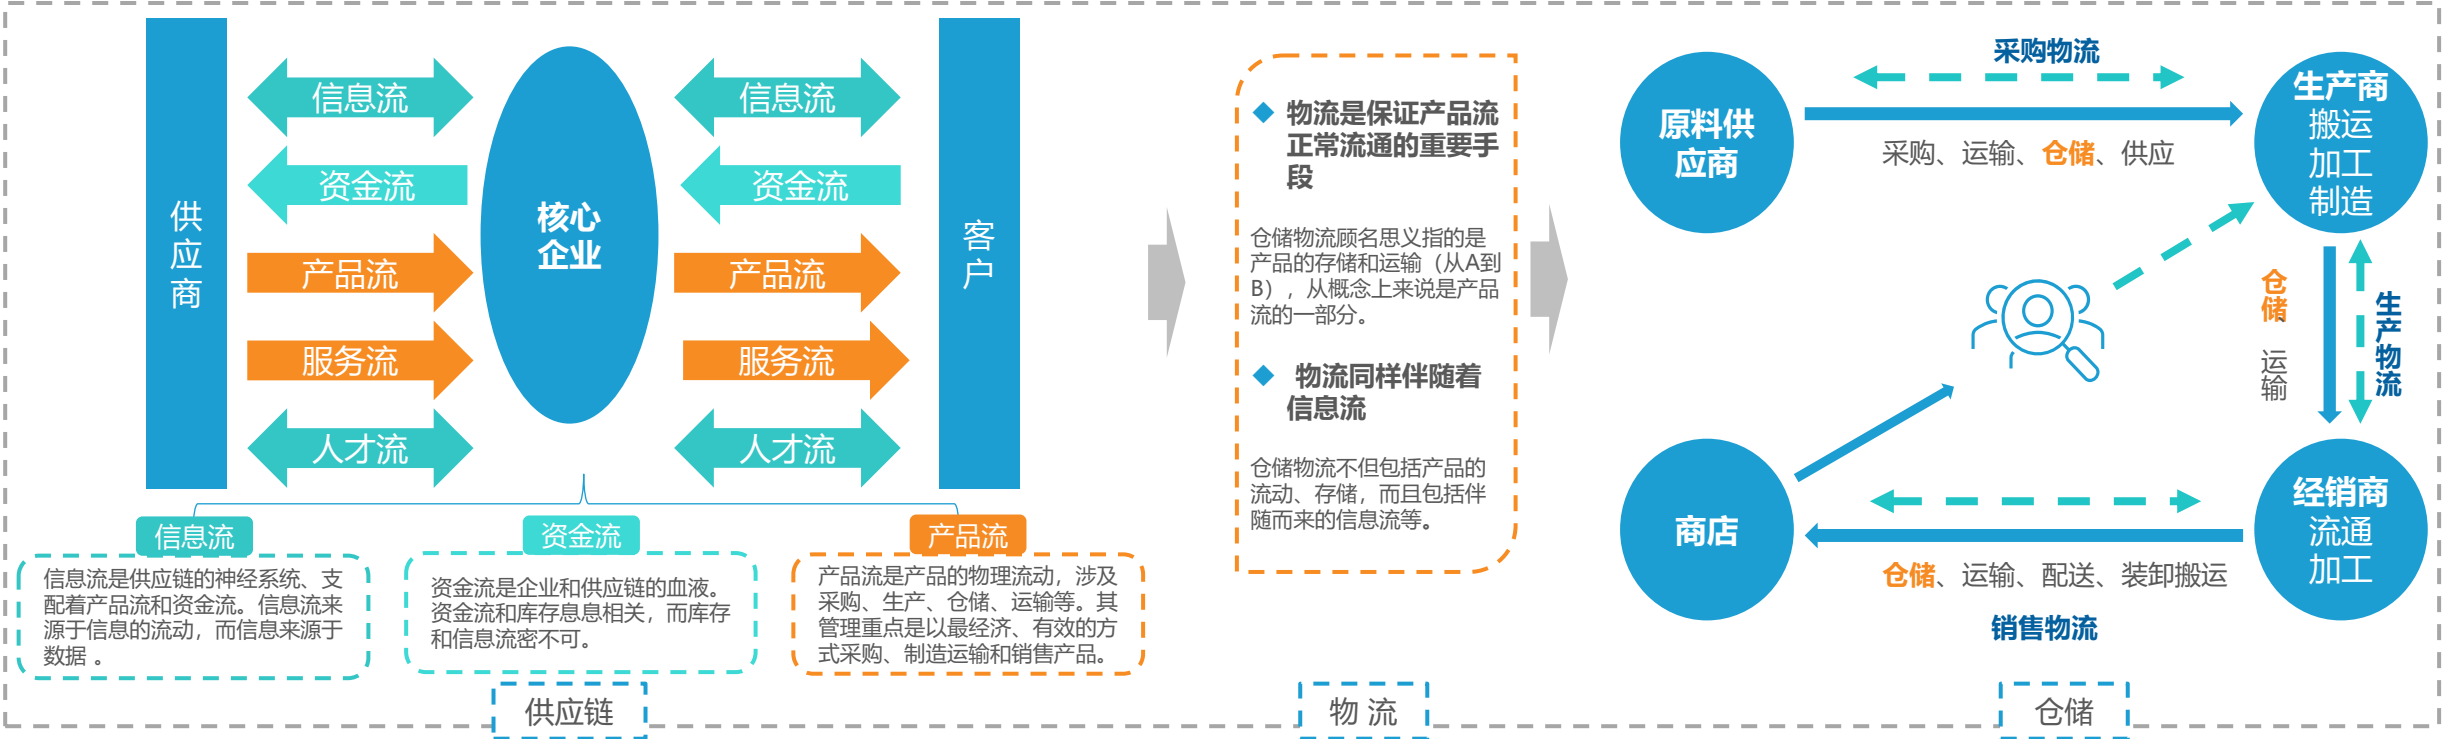 供
应
商
信息流
资金流
产品流
服务流
人才流
核心
企业
信息流
资金流
产品流
服务流
人才流
客
户
信息流
信息流是供应链的神经系统、支
配着产品流和资金流。信息流来
源于信息的流动，而信息来源于
数据 。
资金流
资金流是企业和供应链的血液。
资金流和库存息息相关，而库存
和信息流密不可。
产品流
产品流是产品的物理流动，涉及
采购、生产、仓储、运输等。其
管理重点是以最经济、有效的方
式采购、制造运输和销售产品。
供应链
物流是保证产品流
正常流通的重要手
段
仓储物流顾名思义指的是
产品的存储和运输（从A到
B），从概念上来说是产品
流的一部分。
物流同样伴随着
信息流
仓储物流不但包括产品的
流动、存储，而且包括伴
随而来的信息流等。
物 流
原料供
应商
采购物流
采购、运输、仓储、供应
生产商
搬运
加工
制造
仓储、运输
生产物流
商店
仓储、运输、配送、装卸搬运
销售物流
经销商
流通
加工
仓储